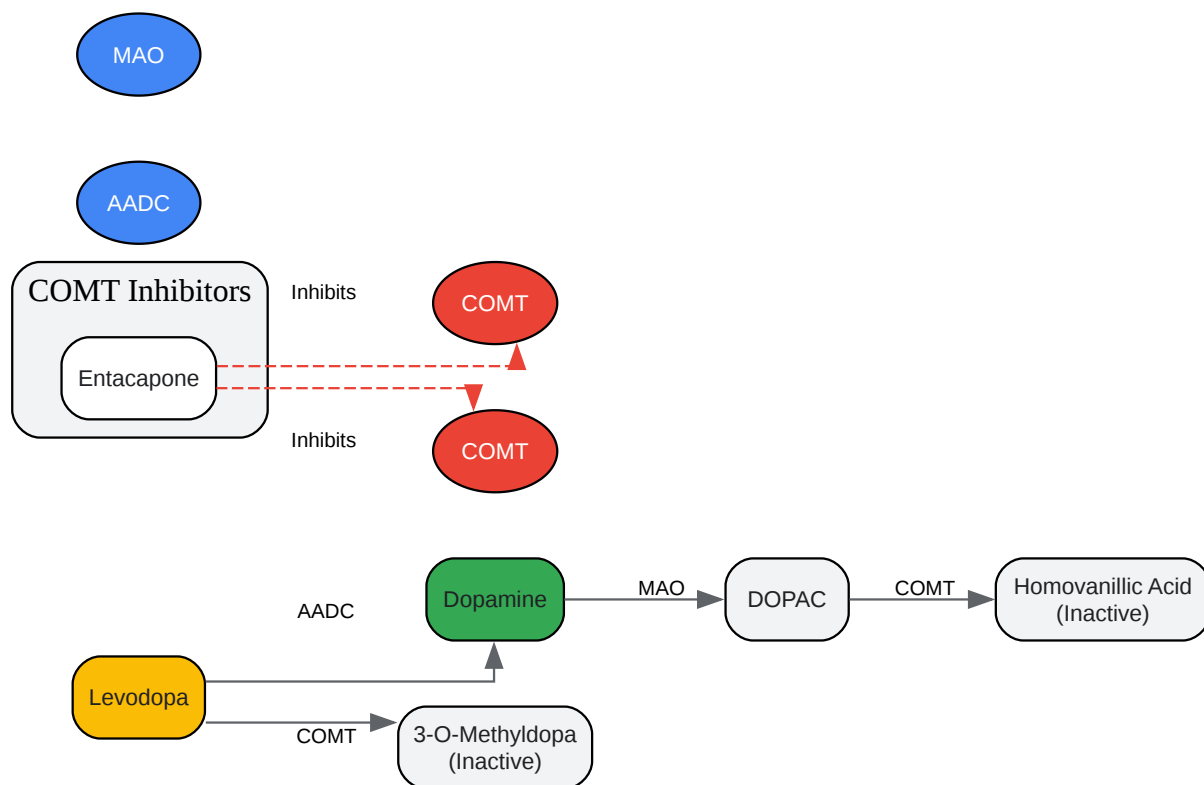 MAO
AADC
COMT Inhibitors
Inhibits
COMT
Entacapone
Inhibits
COMT
Dopamine
MAO
DOPAC
COMT
Homovanillic Acid
(Inactive)
AADC
Levodopa
COMT
3-O-Methyldopa
(Inactive)